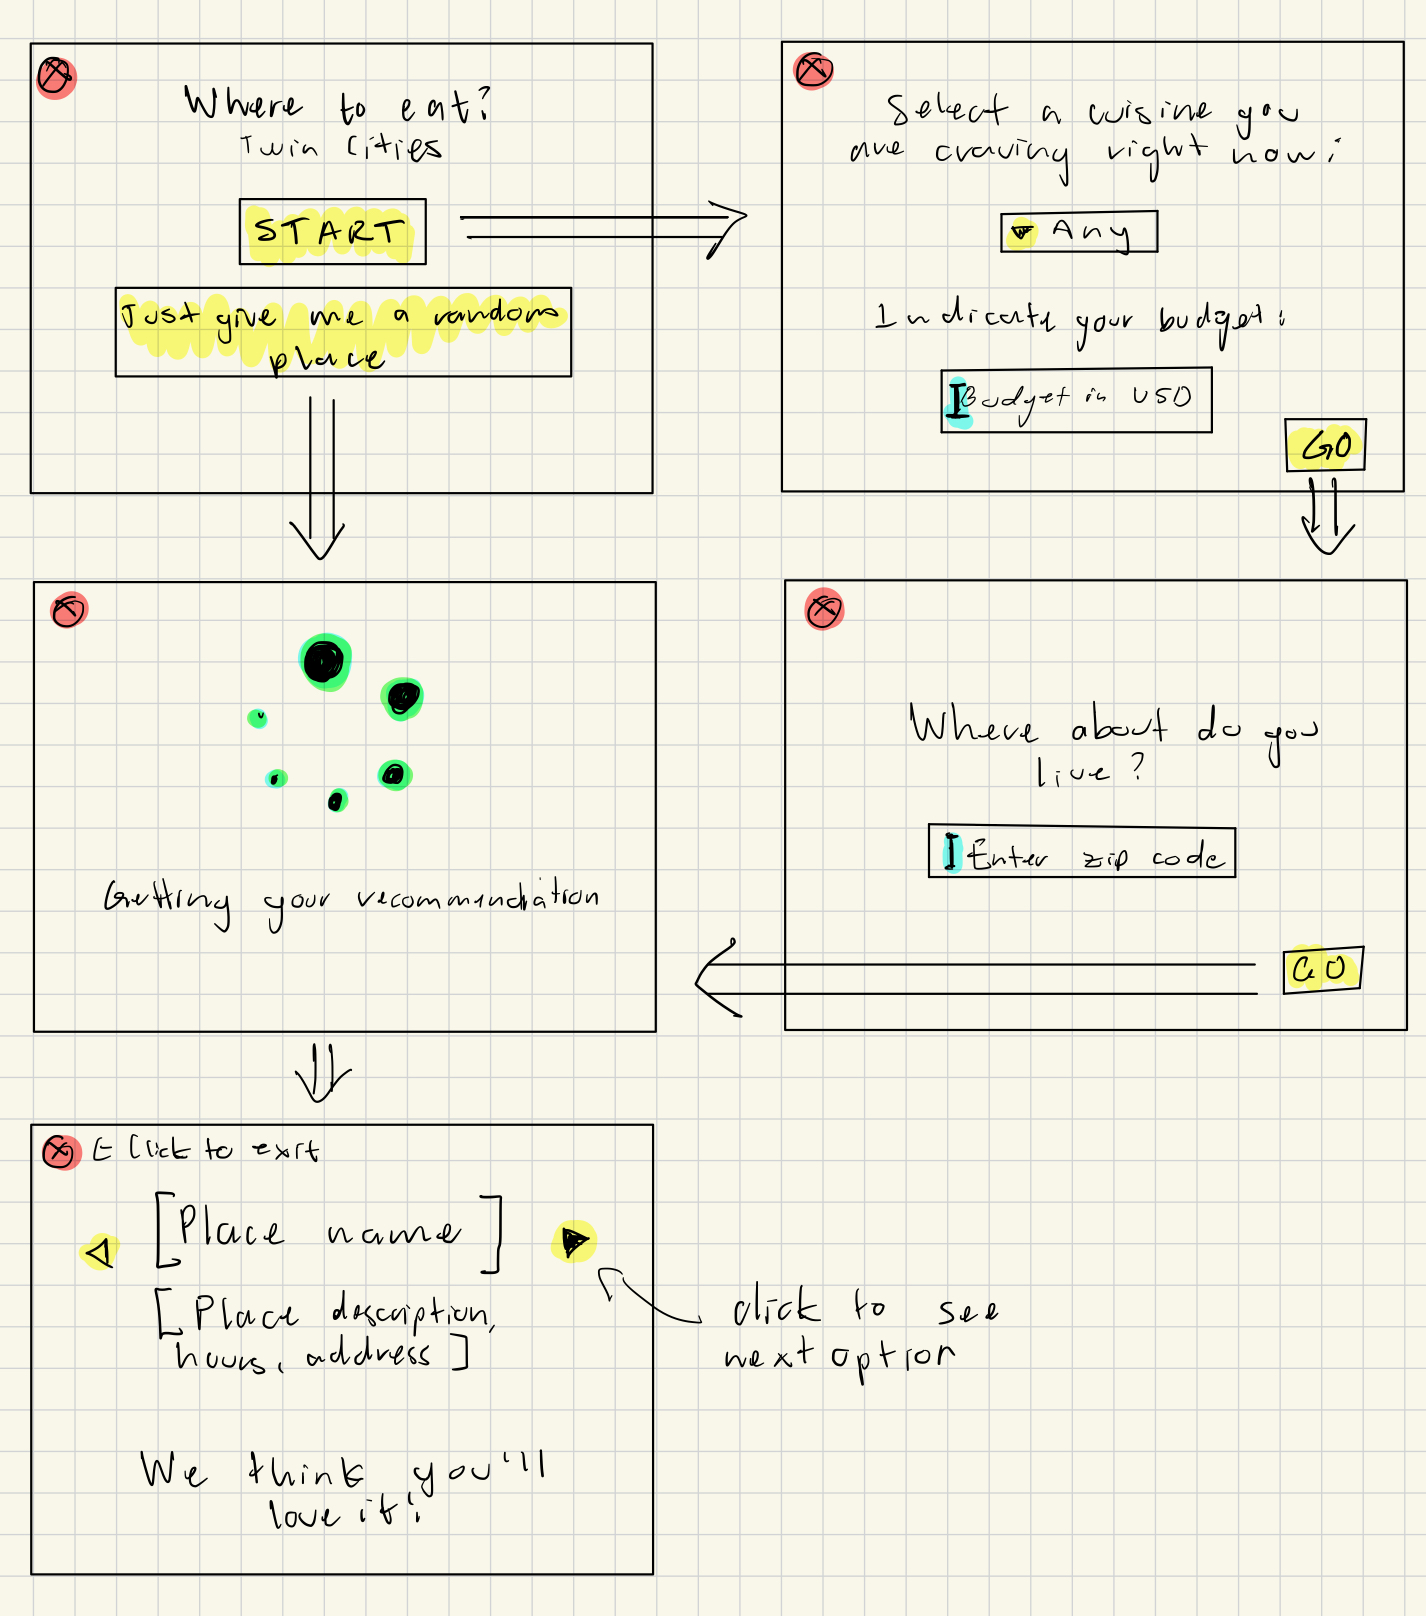 Where to eat?
Twin Cities
START
Just give me a random
place
Select a cuisine you
are craving right now:
Any
Indicate your budget:
Budget in USD
GO
Getting your recommendation
Where about do you
live?
Enter zip code
GO
Click to exit
[Place name]
[Place description,
hours, address]
We think you'll
love it!
click to see
next option